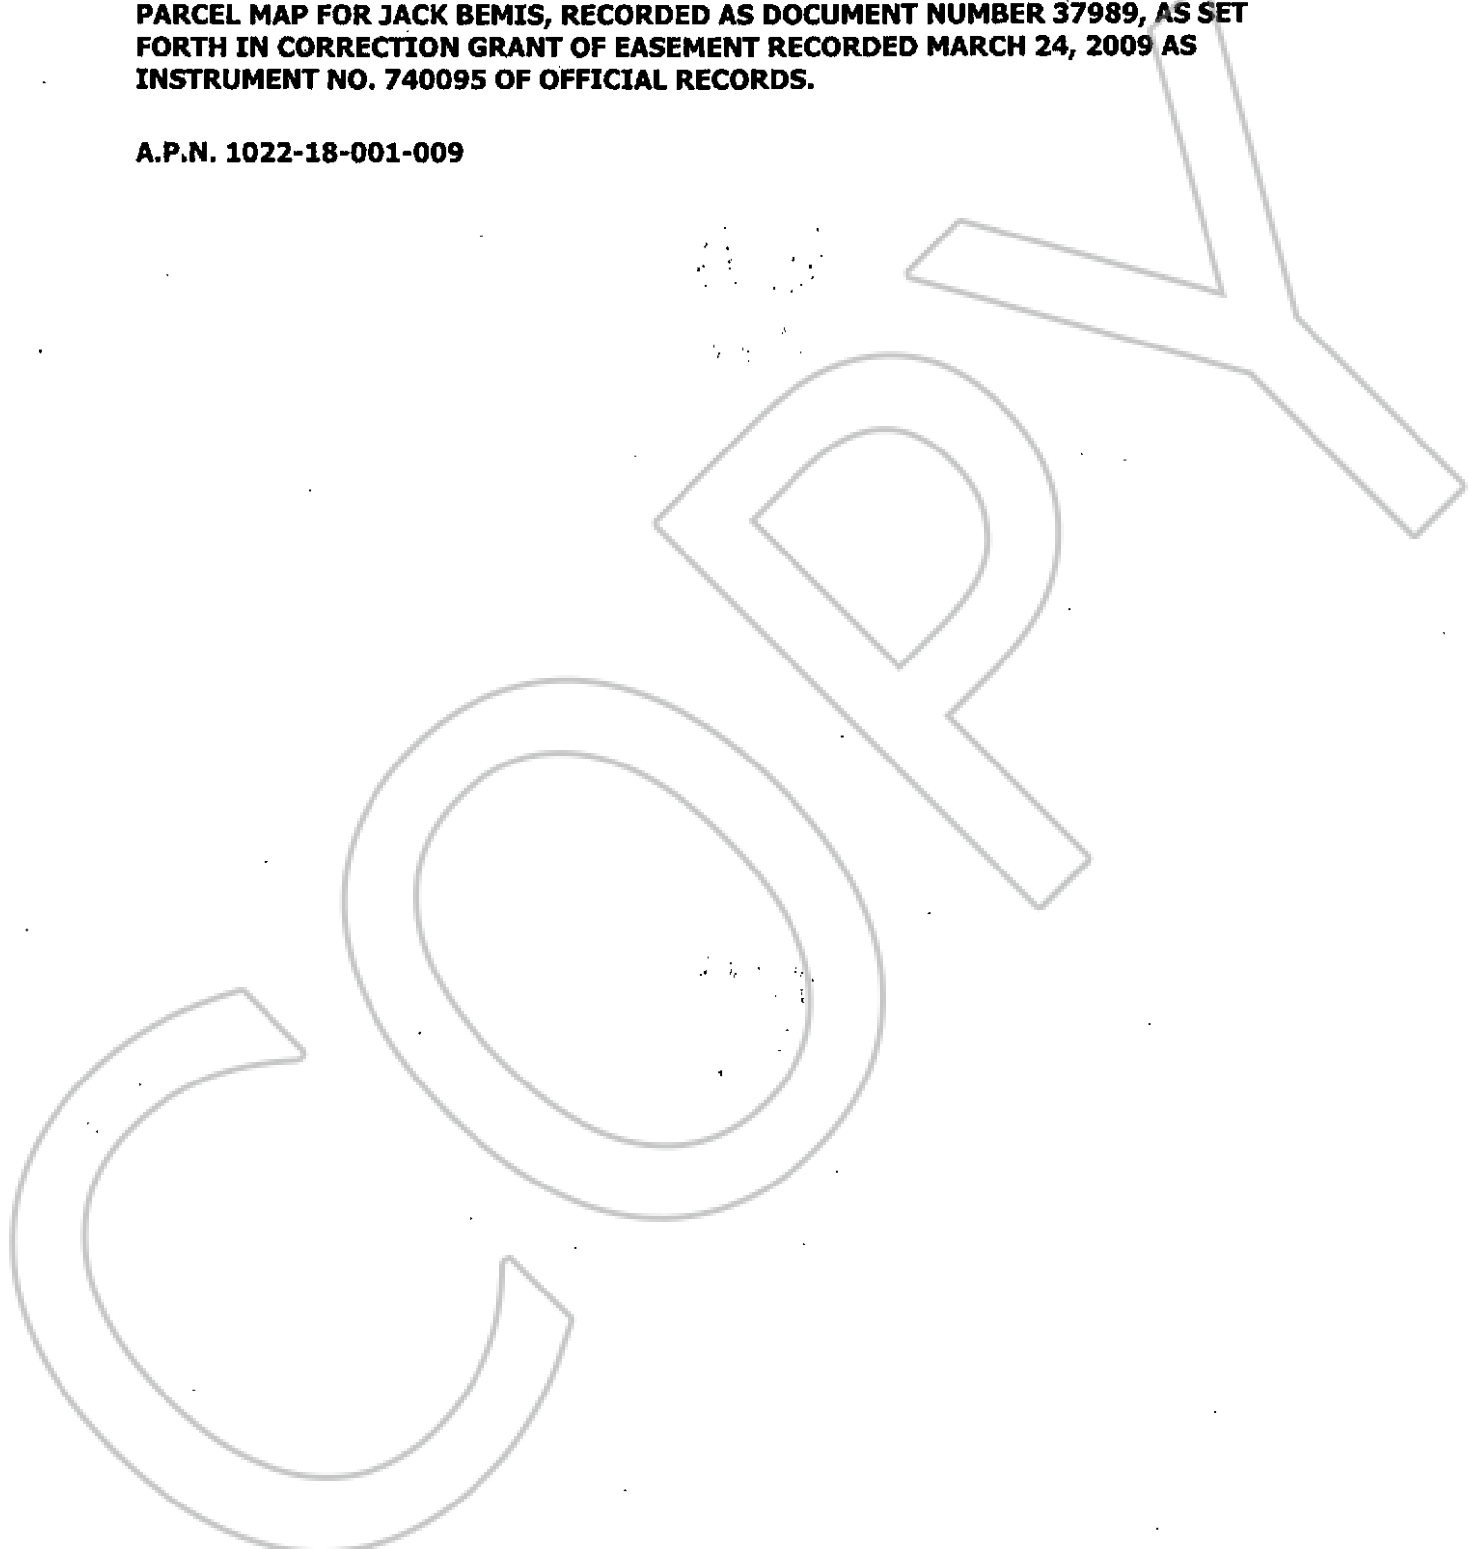 PARCEL MAP FOR JACK BEMIS, RECORDED AS DOCUMENT NUMBER 37989, AS SET
FORTH IN CORRECTION GRANT OF EASEMENT RECORDED MARCH 24, 2009 AS
INSTRUMENT NO. 740095 OF OFFICIAL RECORDS.
A.P.N. 1022-18-001-009
COPY